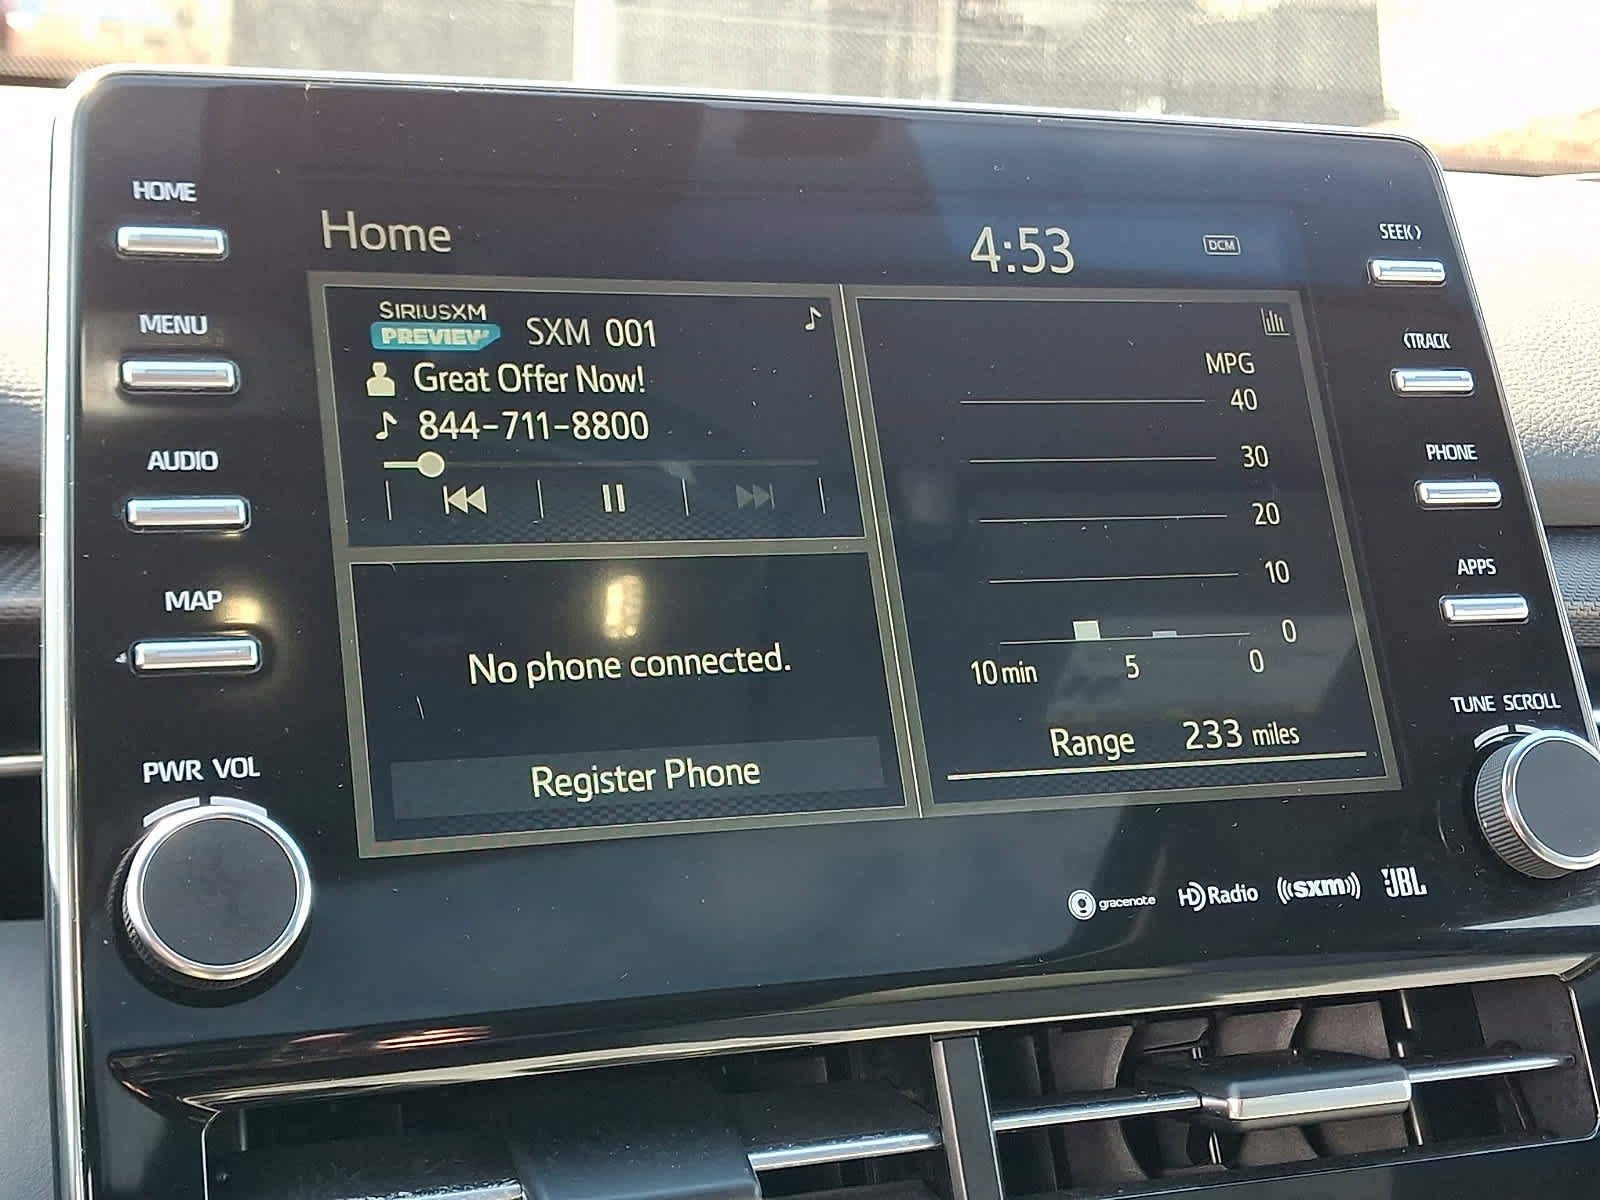 HOME
MENU
AUDIO
MAP
PWR VOL
Home
4:53
DCM
SIRIUSXM
PREVIEW
SXM 001
Great Offer Now!
844-711-8800
No phone connected.
Register Phone
MPG
40
30
20
10
0
10 min 5 0
Range 233 miles
SEEK>
<TRACK
PHONE
APPS
TUNE SCROLL
gracenote HD Radio ((SXM)) JBL